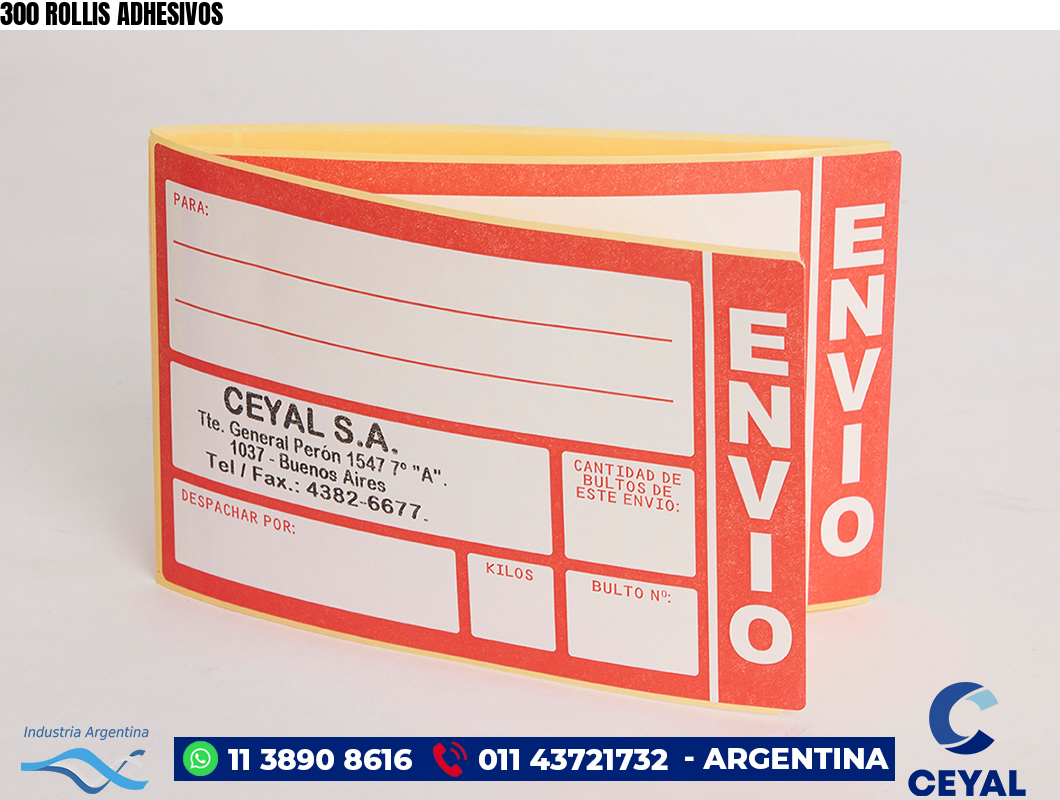 300 ROLLIS ADHESIVOS
PARA:
CEYAL S.A.
Tte. General Perón 1547 7º "A".
1037 - Buenos Aires
Tel / Fax.: 4382-6677.
DESPACHAR POR:
KILOS
CANTIDAD DE
BULTOS DE
ESTE ENVIO:
BULTO Nº:
ENVIO
ENVIO
Industria Argentina
11 3890 8616 011 43721732 - ARGENTINA
CEYAL